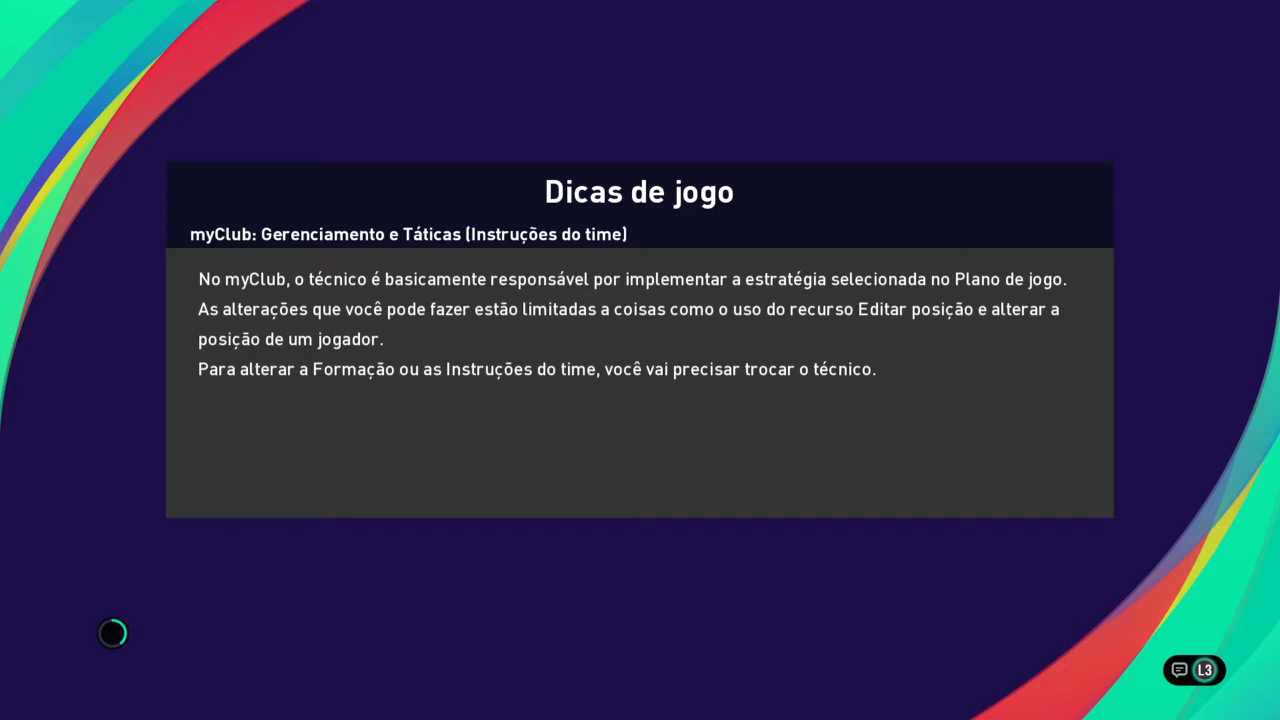 Dicas de jogo
myClub: Gerenciamento e Táticas (Instruções do time)
No myClub, o técnico é basicamente responsável por implementar a estratégia selecionada no Plano de jogo.
As alterações que você pode fazer estão limitadas a coisas como o uso do recurso Editar posição e alterar a
posição de um jogador.
Para alterar a Formação ou as Instruções do time, você vai precisar trocar o técnico.
L3